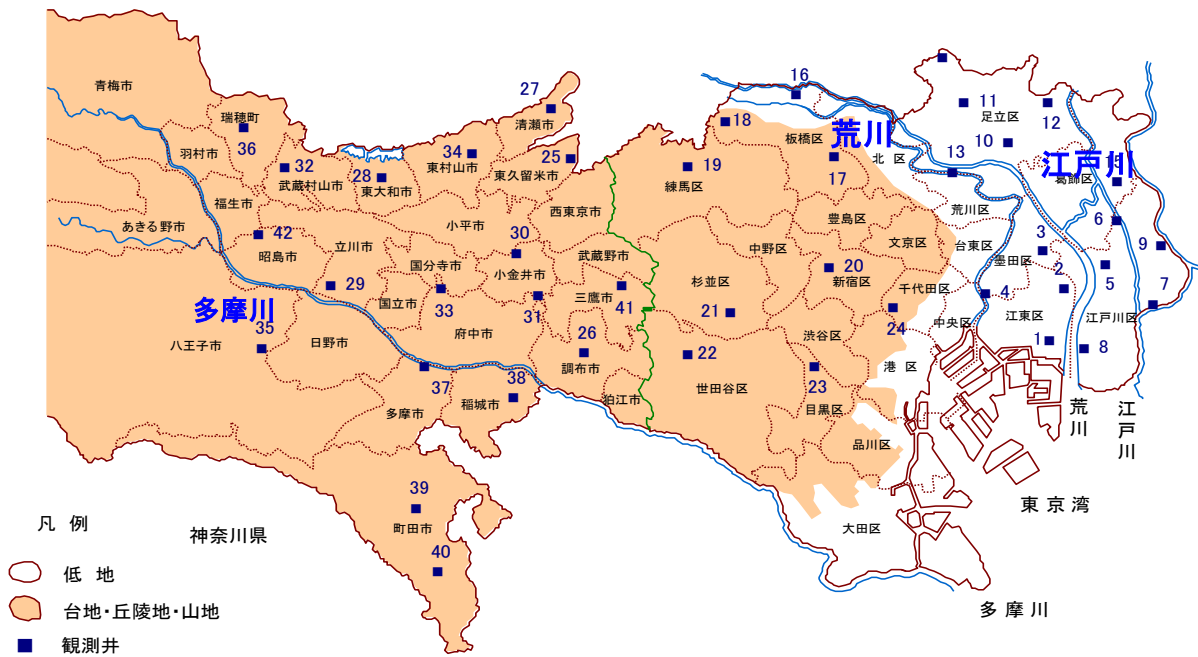 青梅市
瑞穂町
36
羽村市
32
武蔵村山市
福生市
あきる野市
42
昭島市
28
東大和市
34
東村山市
27
清瀬市
25
東久留米市
小平市
西東京市
立川市
29
国分寺市
33
国立市
30
小金井市
31
武蔵野市
三鷹市
41
26
調布市
狛江市
府中市
多摩川
35
八王子市
日野市
37
多摩市
38
稲城市
39
町田市
40
16
18
板橋区
17
19
練馬区
荒川
北区
13
11
足立区
10
12
江戸川
15
葛飾区
荒川区
豊島区
文京区
中野区
台東区
3
墨田区
2
6
9
杉並区
20
新宿区
千代田区
24
21
22
4
中央区
江東区
1
5
7
江戸川区
8
渋谷区
23
世田谷区
港区
目黒区
品川区
大田区
荒川
江戸川
東京湾
多摩川
神奈川県
凡例
低地
台地・丘陵地・山地
観測井